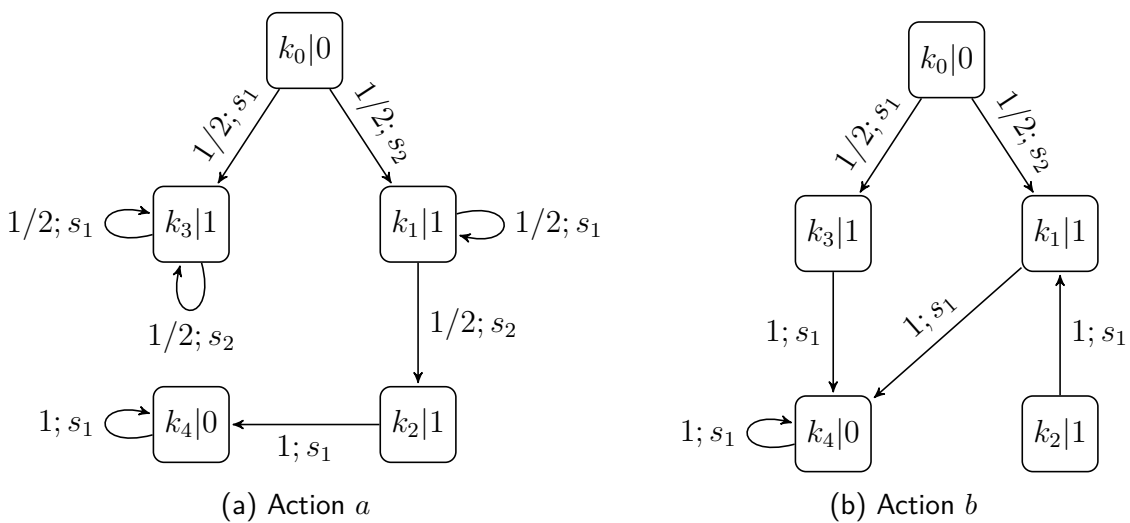 k₀|0
1/2; s₁
1/2; s₂
1/2; s₁
k₃|1
k₁|1
1/2; s₁
1/2; s₂
1/2; s₂
1; s₁
k₄|0
1; s₁
k₂|1
(a) Action a
k₀|0
1/2; s₁
1/2; s₂
k₃|1
k₁|1
1; s₁
1; s₁
1; s₁
1; s₁
k₄|0
k₂|1
(b) Action b